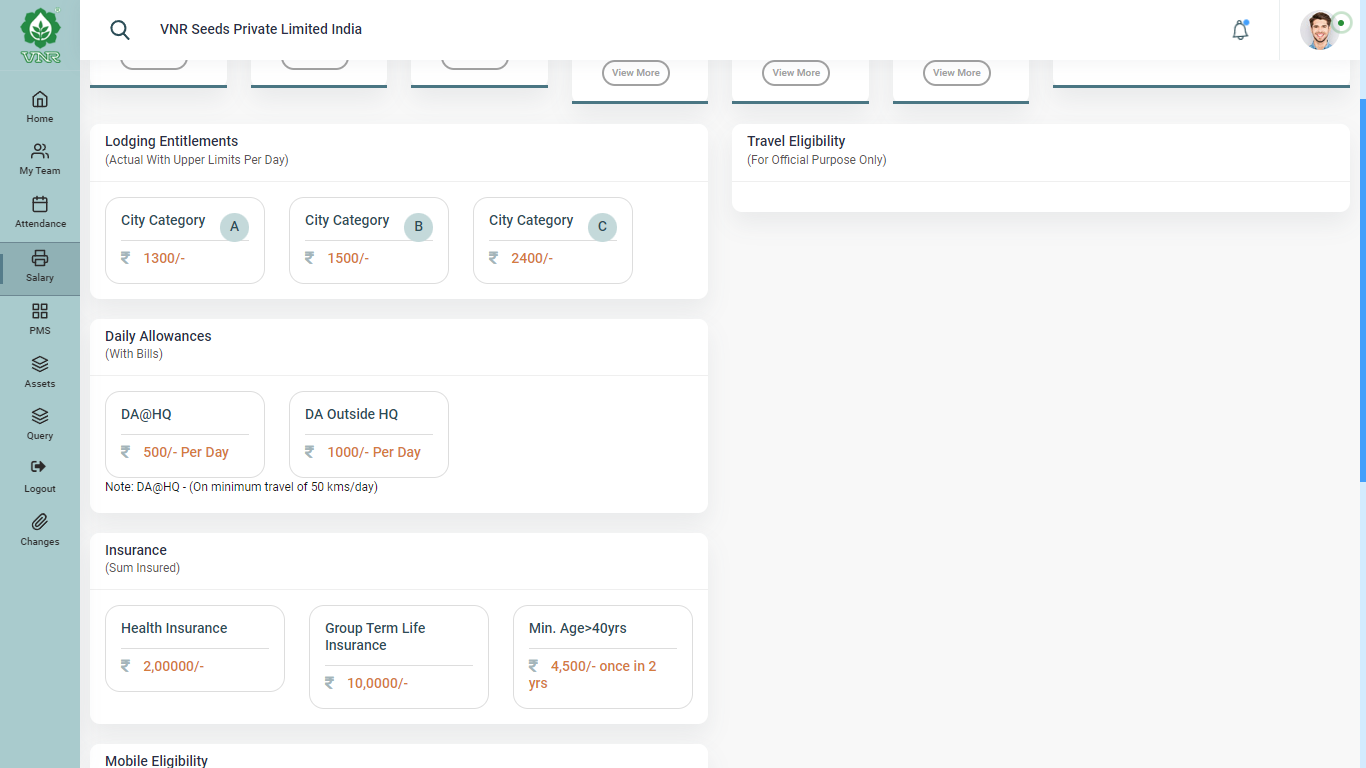 VNR
VNR Seeds Private Limited India
Home
My Team
Attendance
Salary
PMS
Assets
Query
Logout
Changes
View More
View More
View More
Lodging Entitlements
(Actual With Upper Limits Per Day)
City Category A
₹ 1300/-
City Category B
₹ 1500/-
City Category C
₹ 2400/-
Travel Eligibility
(For Official Purpose Only)
Daily Allowances
(With Bills)
DA@HQ
₹ 500/- Per Day
DA Outside HQ
₹ 1000/- Per Day
Note: DA@HQ - (On minimum travel of 50 kms/day)
Insurance
(Sum Insured)
Health Insurance
₹ 2,00000/-
Group Term Life
Insurance
₹ 10,0000/-
Min. Age>40yrs
₹ 4,500/- once in 2
yrs
Mobile Eligibility